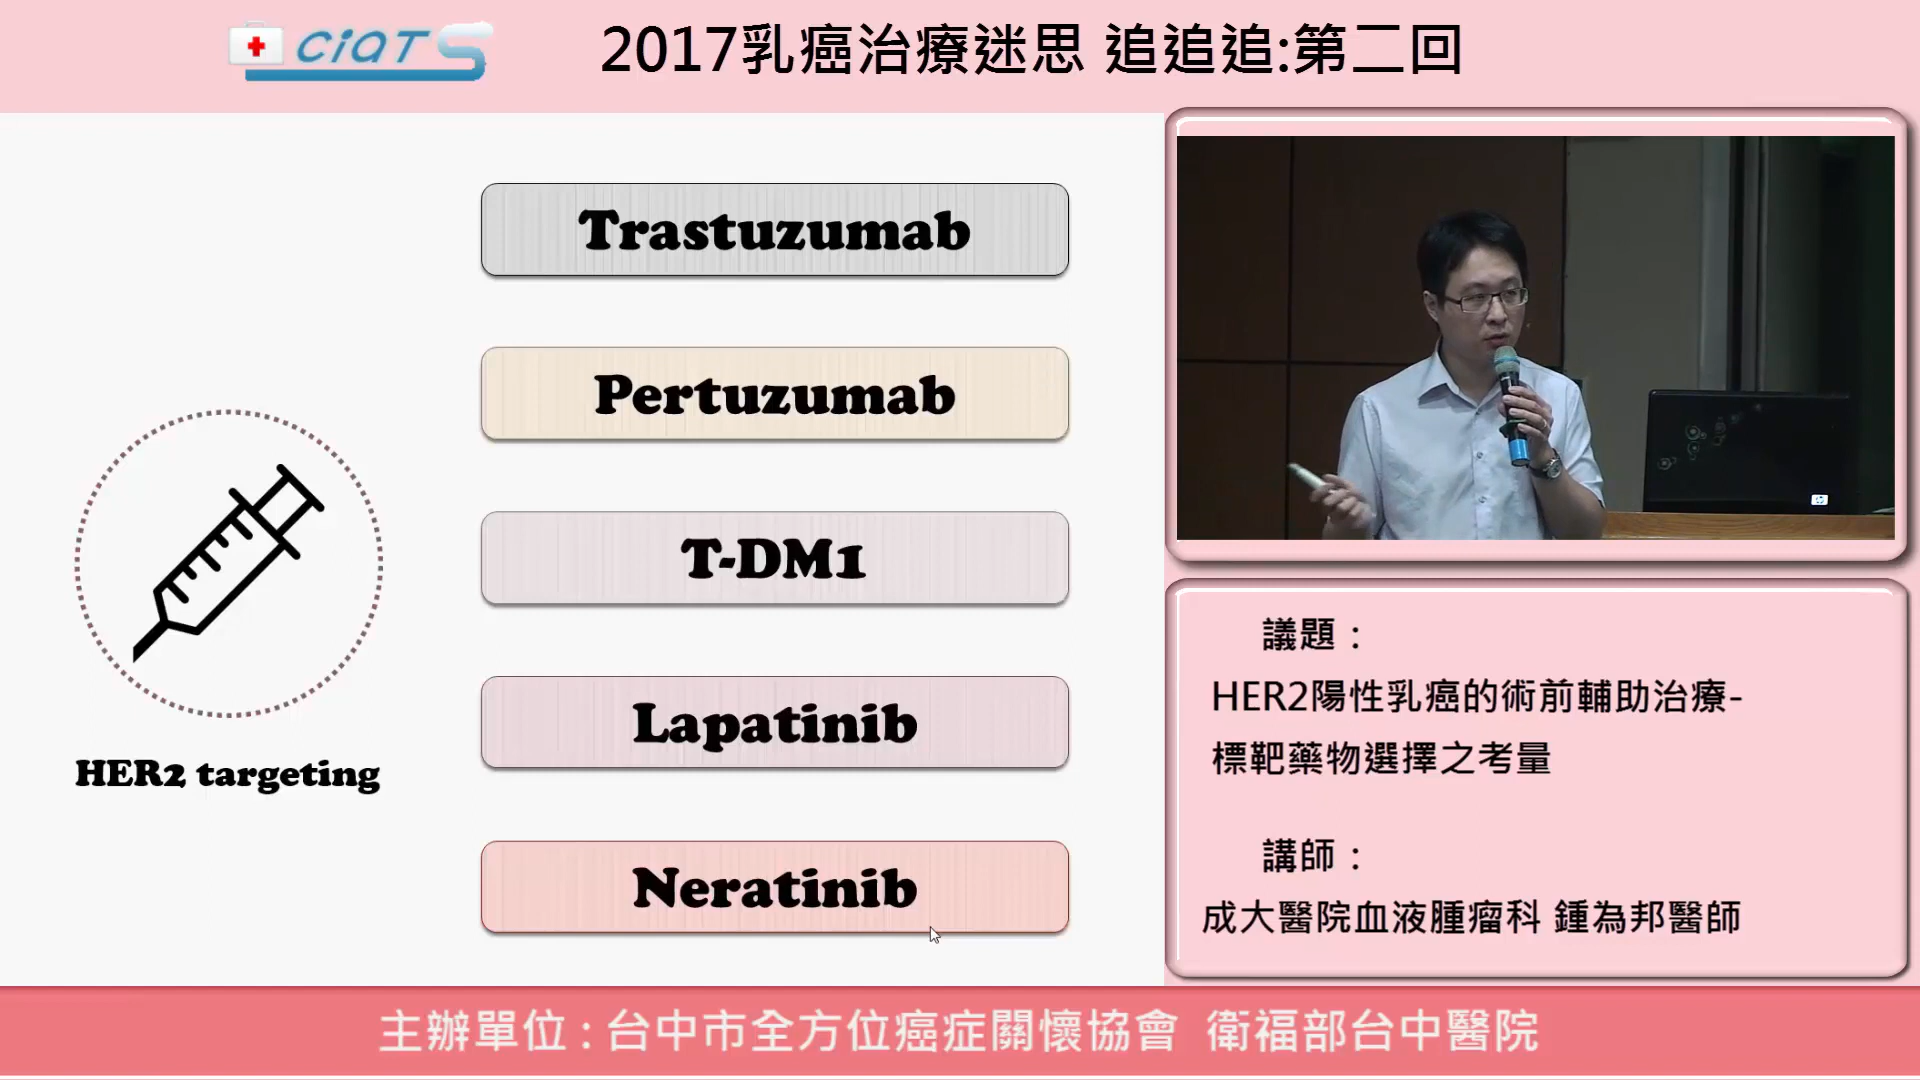 CiaTS
2017乳癌治療迷思 追追追:第二回
Trastuzumab
Pertuzumab
T-DM1
Lapatinib
Neratinib
HER2 targeting
議題：
HER2陽性乳癌的術前輔助治療-
標靶藥物選擇之考量
講師：
成大醫院血液腫瘤科 鍾為邦醫師
主辦單位 : 台中市全方位癌症關懷協會 衛福部台中醫院